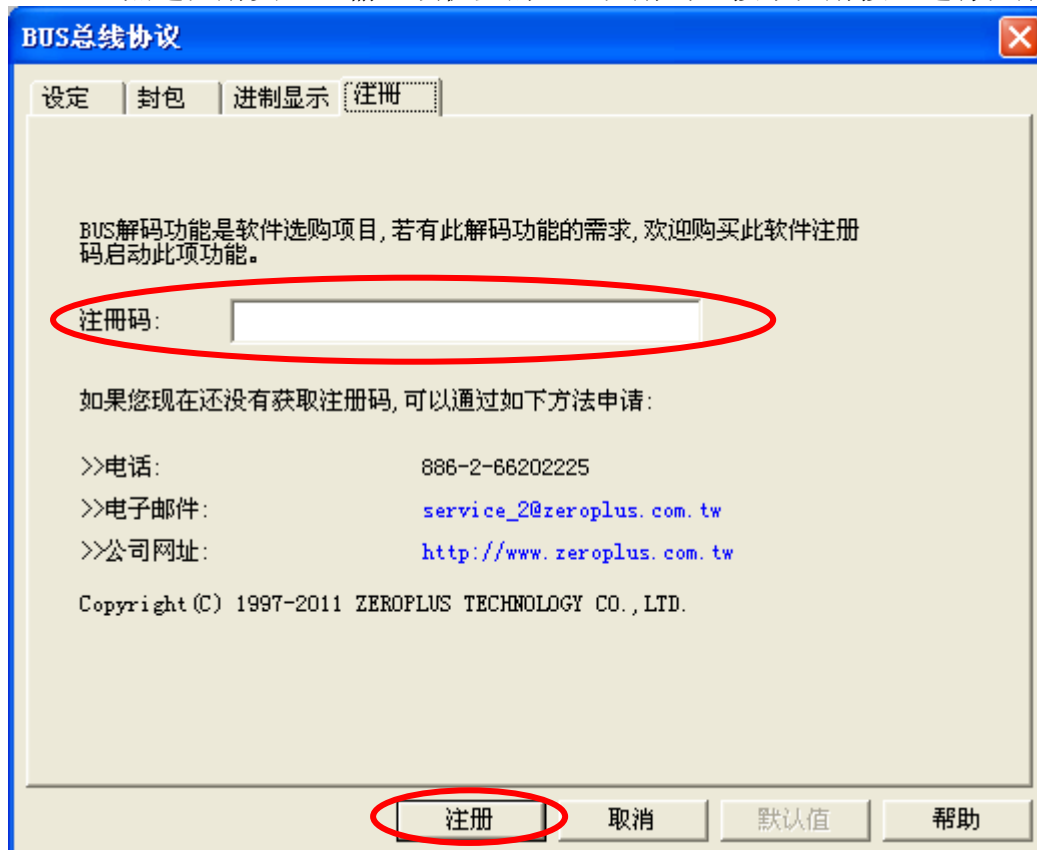 BUS总线协议
设定 封包 进制显示 注册
BUS解码功能是软件选购项目,若有此解码功能的需求,欢迎购买此软件注册
码启动此项功能。
注册码:
如果您现在还没有获取注册码,可以通过如下方法申请:
>>电话: 886-2-66202225
>>电子邮件: service_2@zeroplus.com.tw
>>公司网址: http://www.zeroplus.com.tw
Copyright(C) 1997-2011 ZEROPLUS TECHNOLOGY CO.,LTD.
注册 取消 默认值 帮助